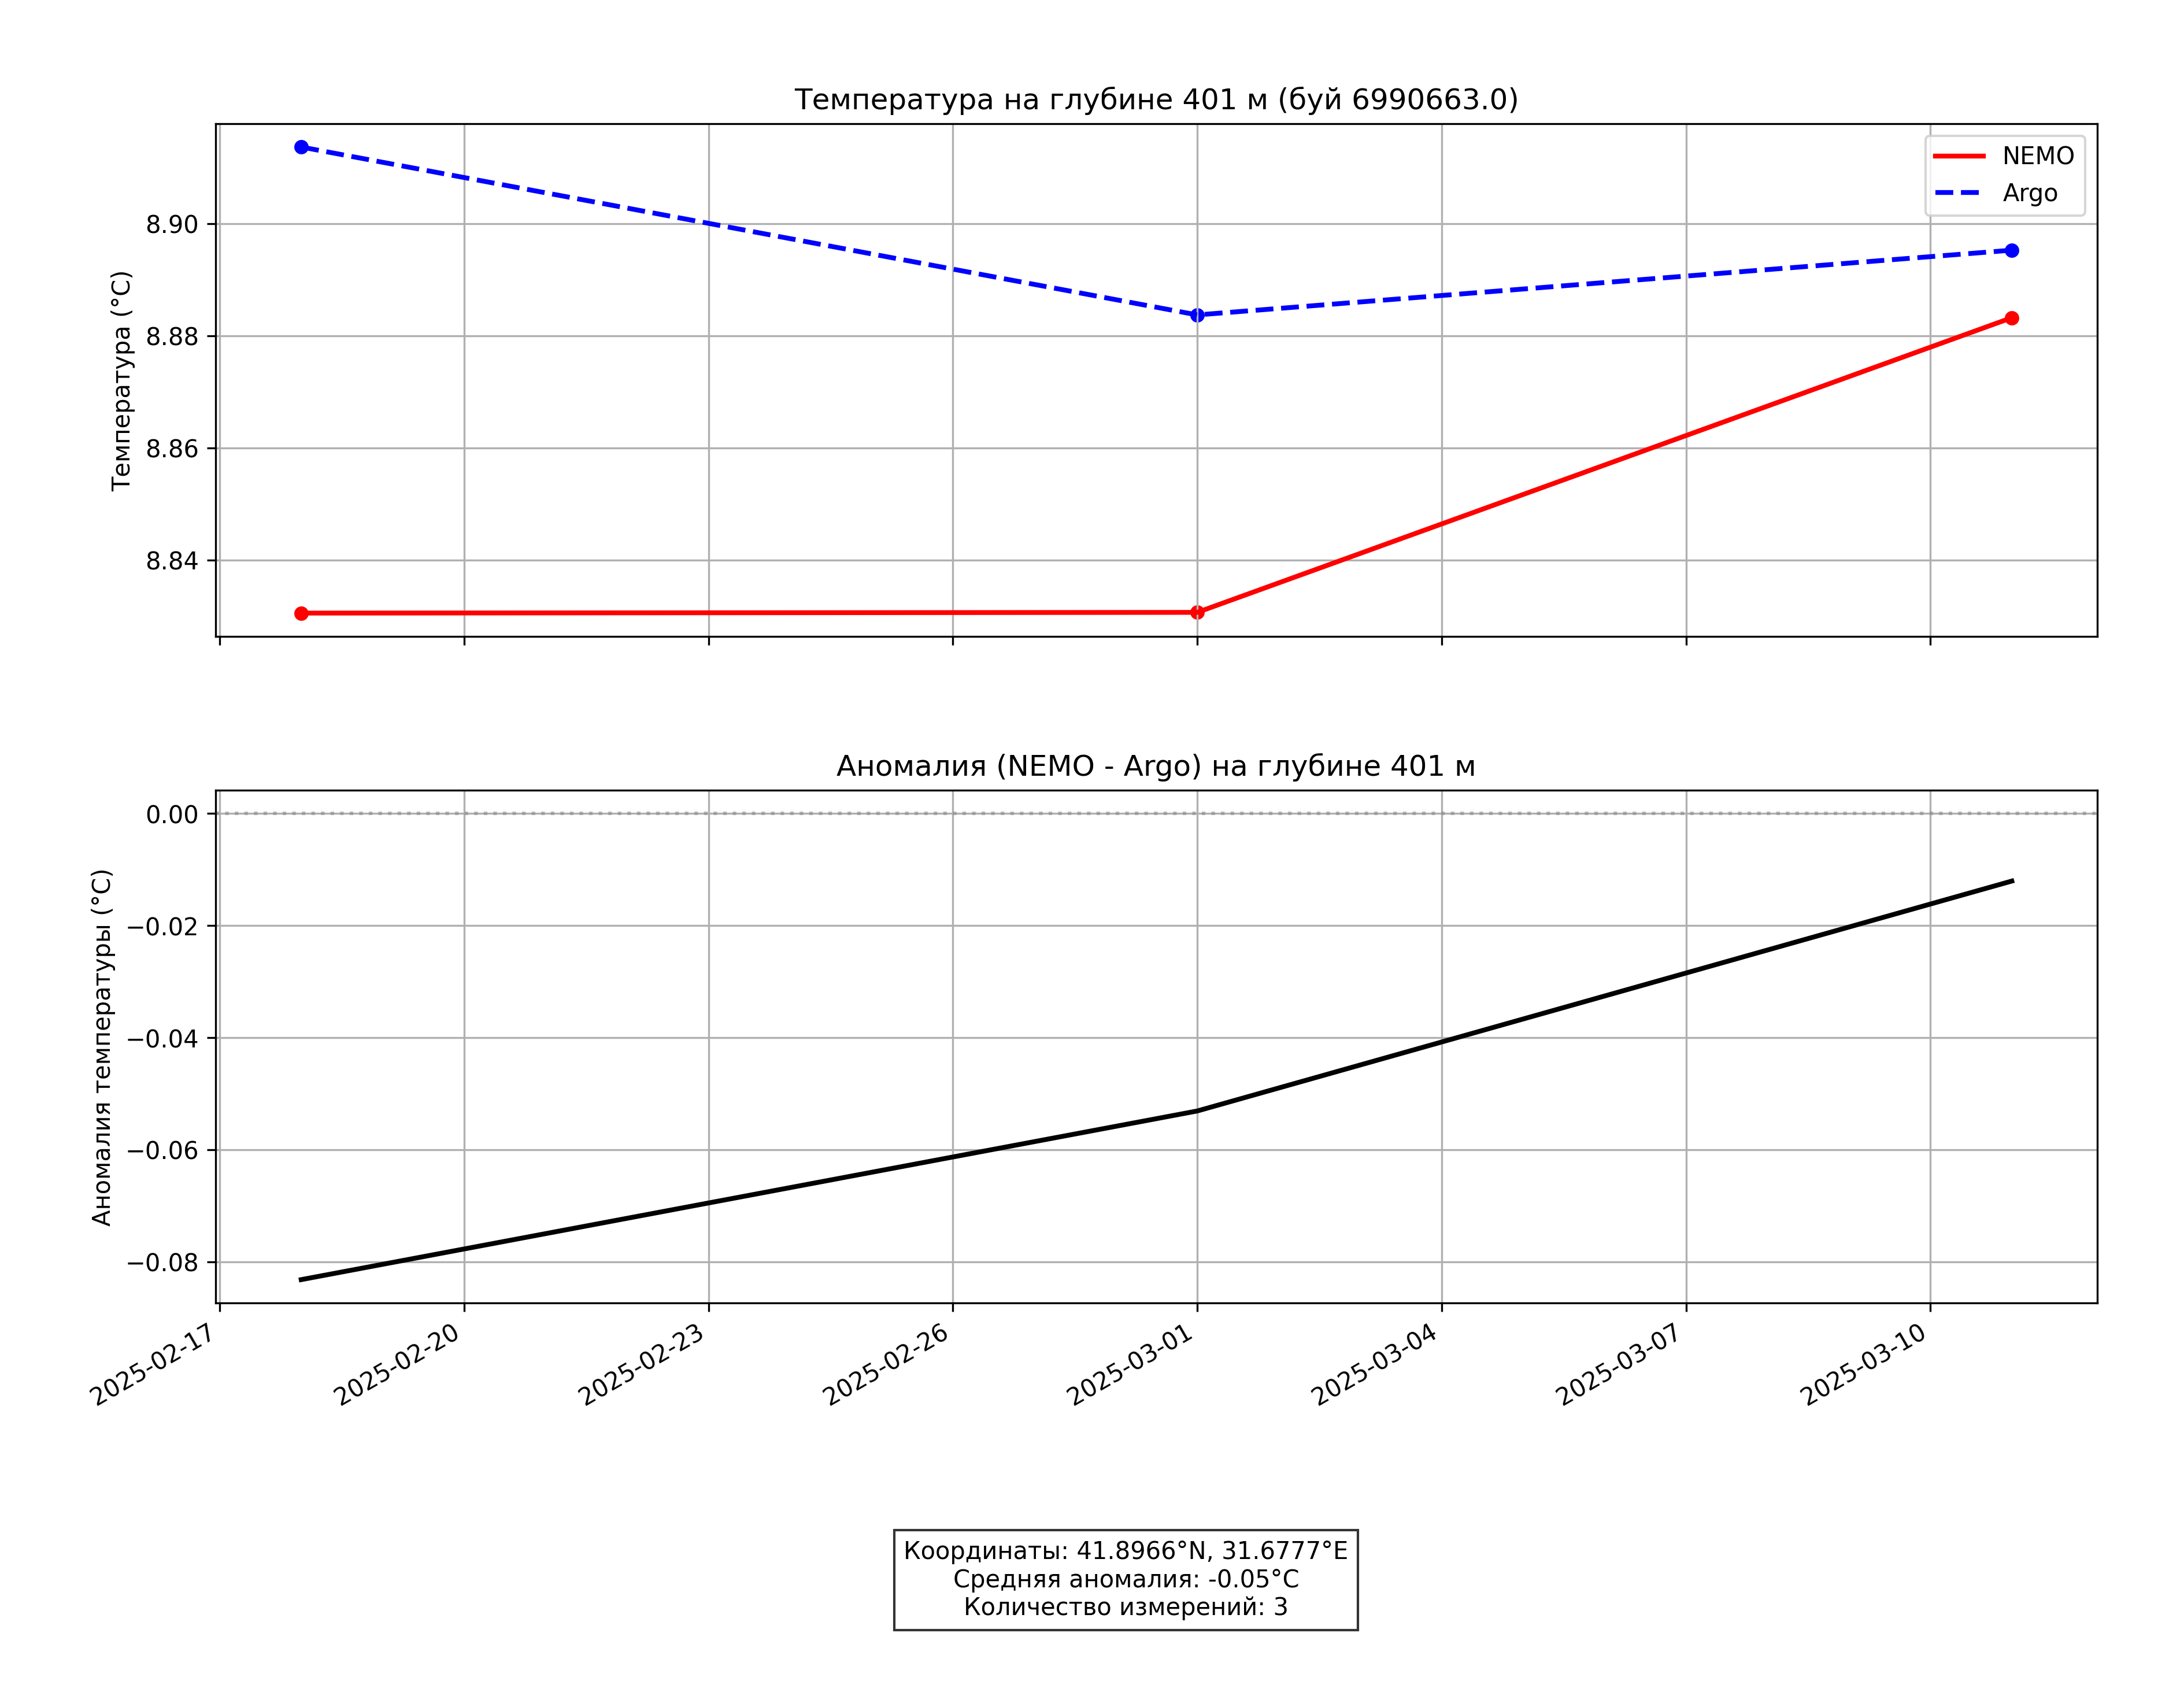 Температура на глубине 401 м (буй 6990663.0)
NEMO
Argo
Температура (°C)
8.90
8.88
8.86
8.84
Аномалия (NEMO - Argo) на глубине 401 м
Аномалия температуры (°C)
0.00
−0.02
−0.04
−0.06
−0.08
2025-02-17
2025-02-20
2025-02-23
2025-02-26
2025-03-01
2025-03-04
2025-03-07
2025-03-10
Координаты: 41.8966°N, 31.6777°E
Средняя аномалия: -0.05°C
Количество измерений: 3